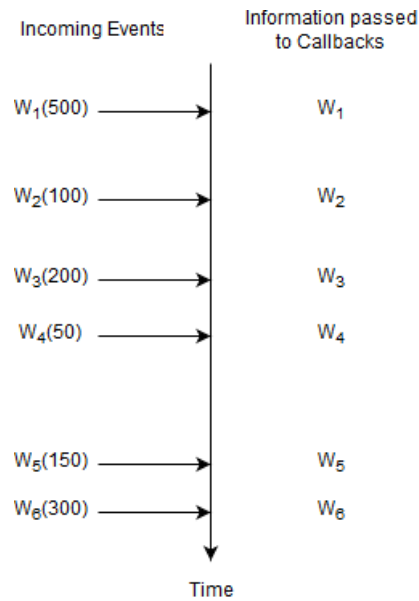 Incoming Events
Information passed
to Callbacks
W₁(500)
W₁
W₂(100)
W₂
W₃(200)
W₃
W₄(50)
W₄
W₅(150)
W₅
W₆(300)
W₆
Time